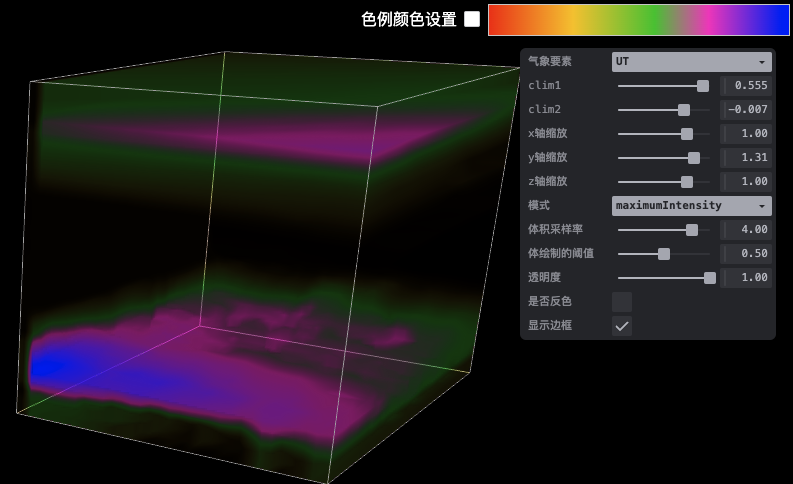 色例颜色设置
气象要素 UT
clim1 0.555
clim2 −0.007
x轴缩放 1.00
y轴缩放 1.31
z轴缩放 1.00
模式 maximumIntensity
体积采样率 4.00
体绘制的阈值 0.50
透明度 1.00
是否反色
显示边框